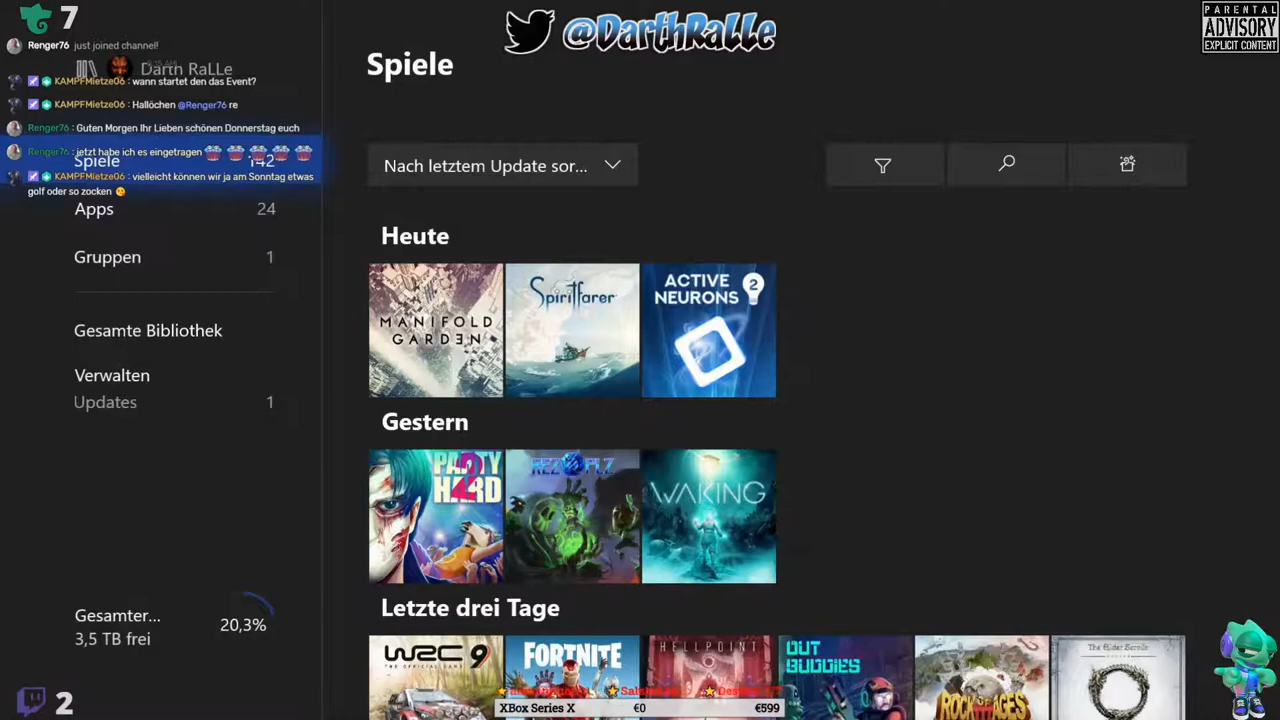 7
Renger76 just joined channel!
Darth RaLLe
KAMPFMietze06 : wann startet den das Event?
KAMPFMietze06 : Hallöchen @Renger76 re
Renger76 : Guten Morgen Ihr Lieben schönen Donnerstag euch
Renger76 : jetzt habe ich es eingetragen
Spiele 142
KAMPFMietze06 : vielleicht können wir ja am Sonntag etwas
golf oder so zocken
Apps 24
Gruppen 1
Gesamte Bibliothek
Verwalten
Updates 1
Gesamter...
3,5 TB frei
20,3%
2
@DarthRaLLe
PARENTAL
ADVISORY
EXPLICIT CONTENT
Spiele
Nach letztem Update sor...
Heute
MANIFOLD
GARDEN
Spiritfarer
ACTIVE
NEURONS 2
Gestern
PARTY
HARD
2
REZ PLZ
WAKING
Letzte drei Tage
WRC 9
THE OFFICIAL GAME
FORTNITE
HELLPOINT
OUT
BUDDIES
ROCK OF AGES
The Elder Scrolls
XBox Series X €0 €599